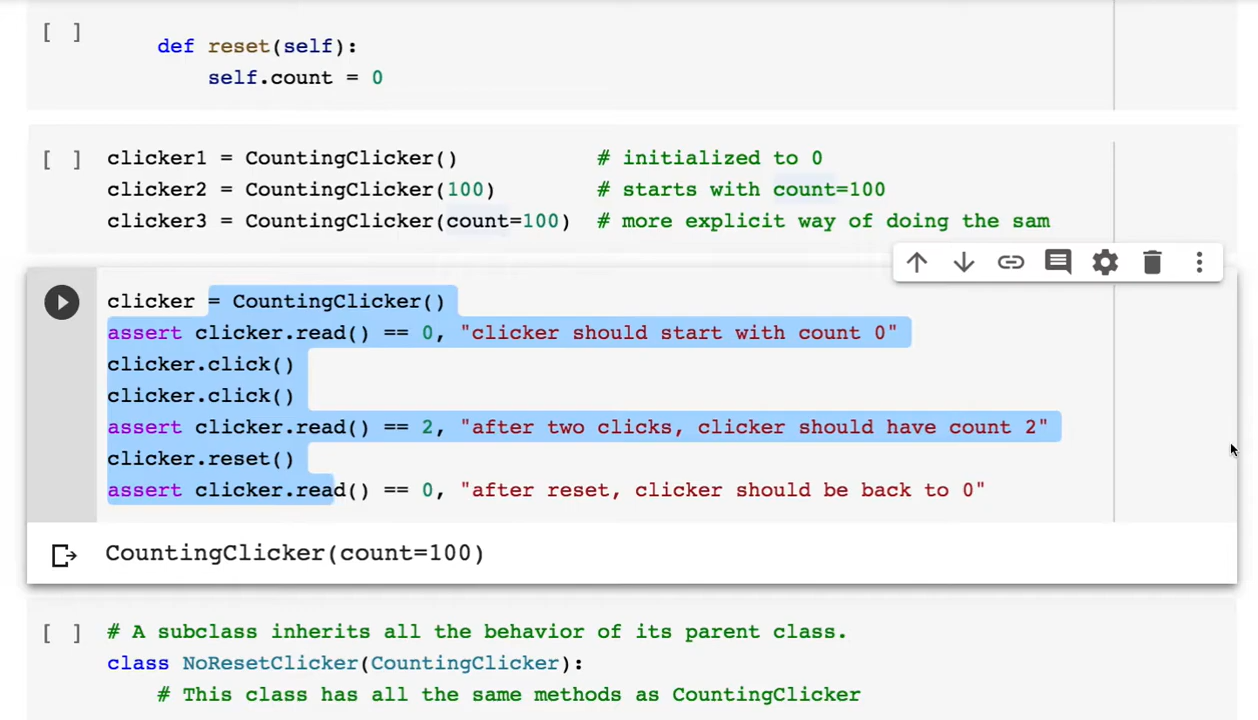 [ ]
def reset(self):
self.count = 0
[ ]
clicker1 = CountingClicker() # initialized to 0
clicker2 = CountingClicker(100) # starts with count=100
clicker3 = CountingClicker(count=100) # more explicit way of doing the sam
clicker = CountingClicker()
assert clicker.read() == 0, "clicker should start with count 0"
clicker.click()
clicker.click()
assert clicker.read() == 2, "after two clicks, clicker should have count 2"
clicker.reset()
assert clicker.read() == 0, "after reset, clicker should be back to 0"
CountingClicker(count=100)
[ ]
# A subclass inherits all the behavior of its parent class.
class NoResetClicker(CountingClicker):
# This class has all the same methods as CountingClicker